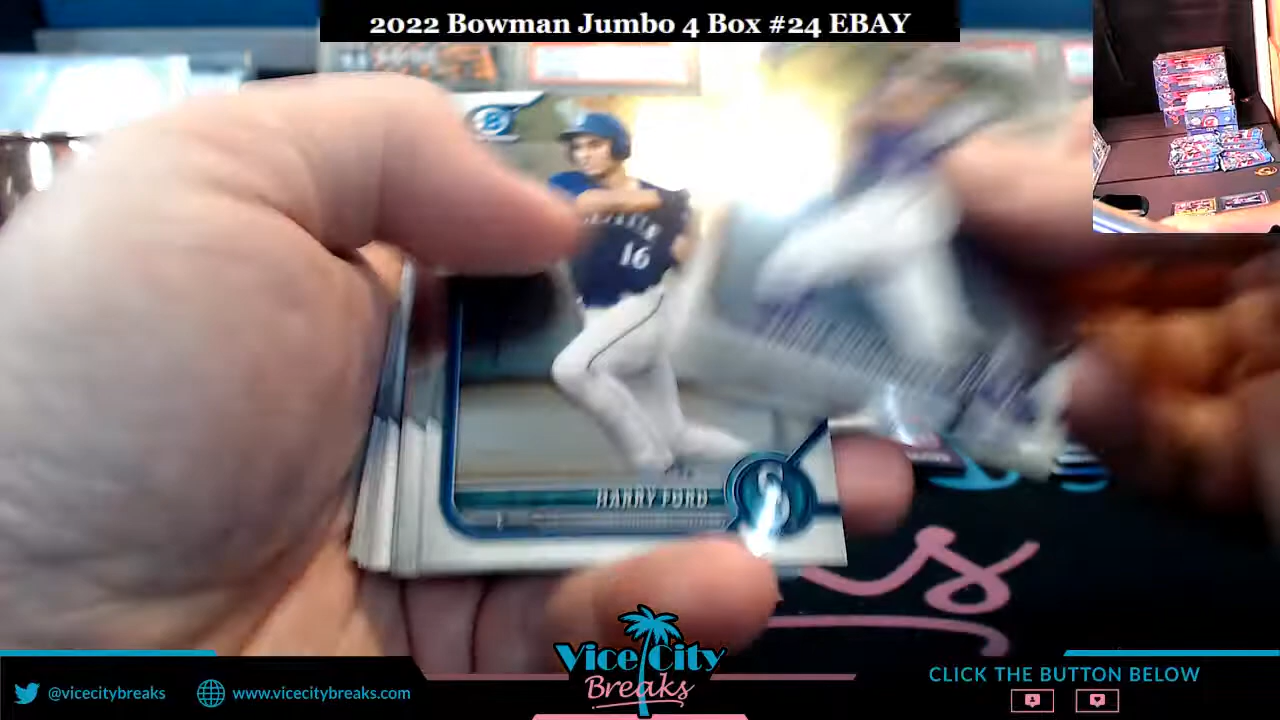 2022 Bowman Jumbo 4 Box #24 EBAY
16
HARRY FORD
Vice City
Breaks
@vicecitybreaks
www.vicecitybreaks.com
CLICK THE BUTTON BELOW